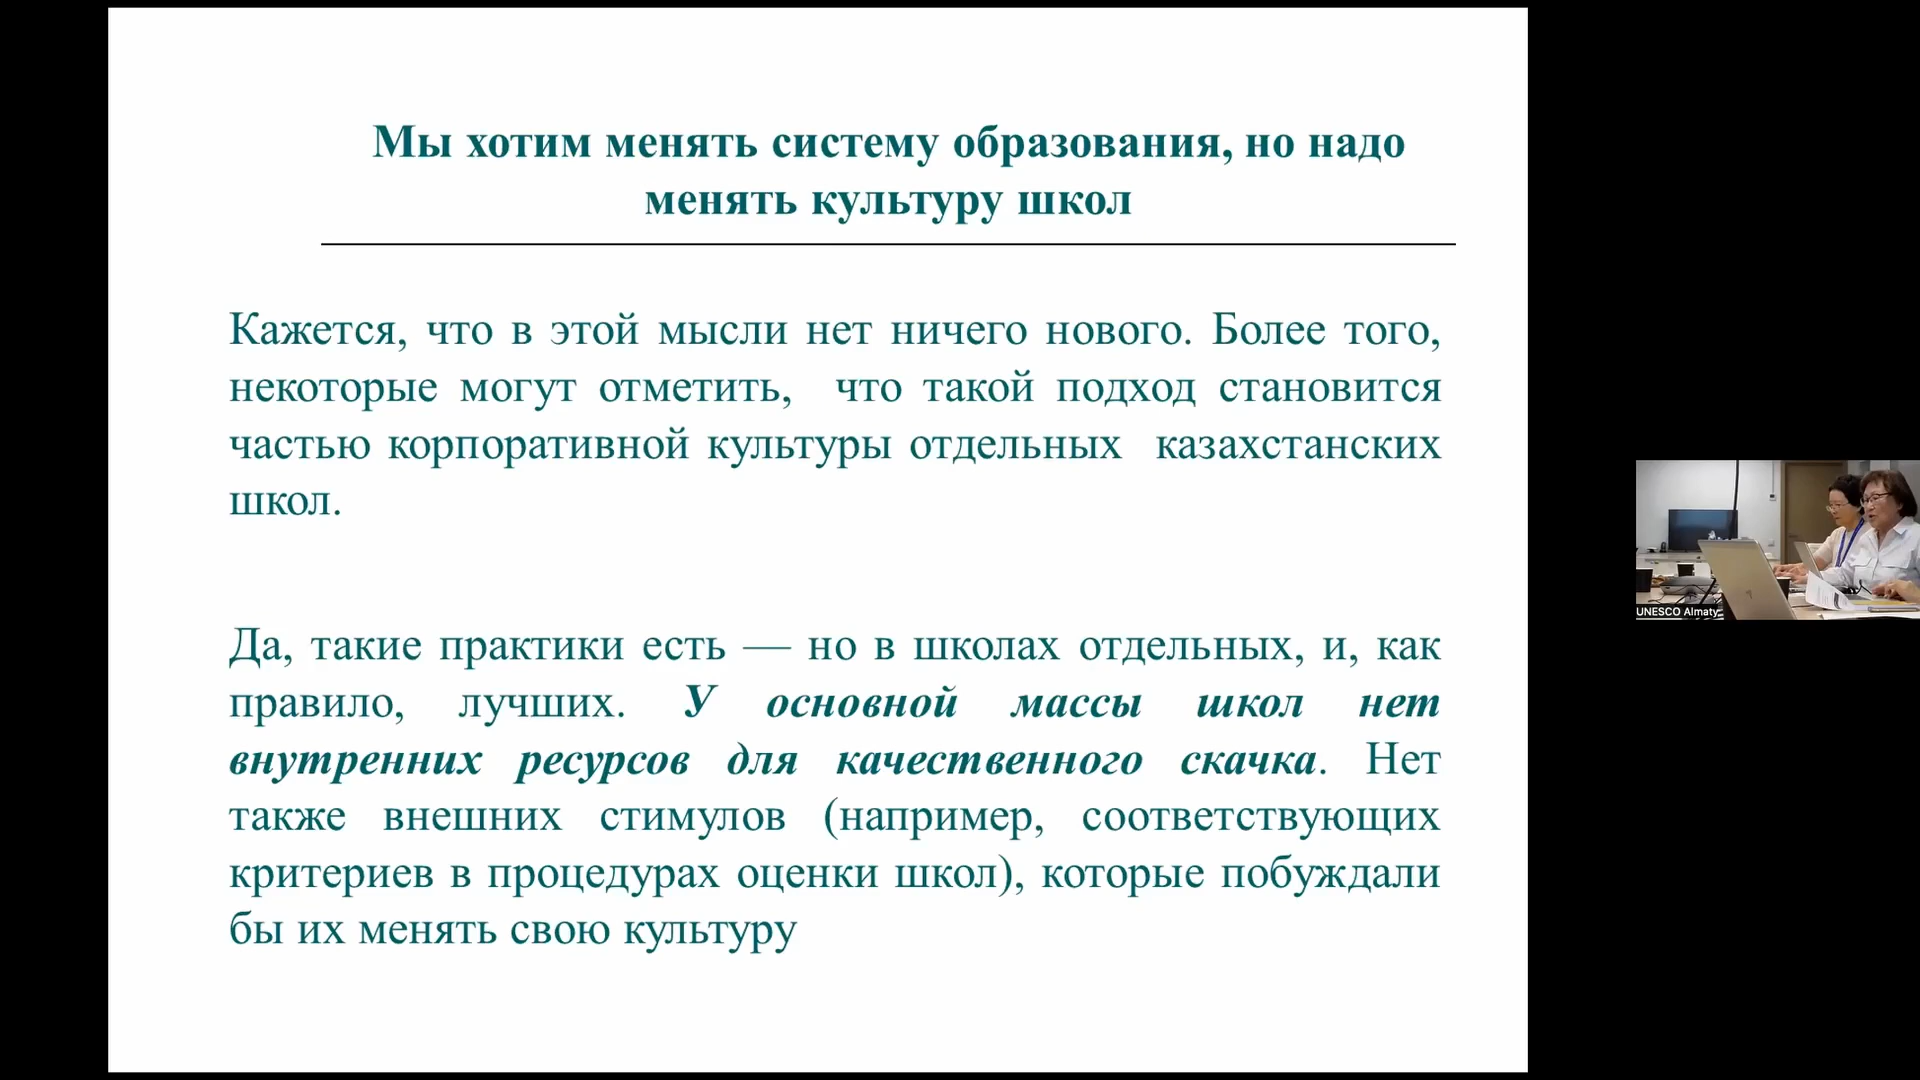 Мы хотим менять систему образования, но надо
менять культуру школ
Кажется, что в этой мысли нет ничего нового. Более того,
некоторые могут отметить, что такой подход становится
частью корпоративной культуры отдельных казахстанских
школ.
Да, такие практики есть — но в школах отдельных, и, как
правило, лучших. У основной массы школ нет
внутренних ресурсов для качественного скачка. Нет
также внешних стимулов (например, соответствующих
критериев в процедурах оценки школ), которые побуждали
бы их менять свою культуру
UNESCO Almaty